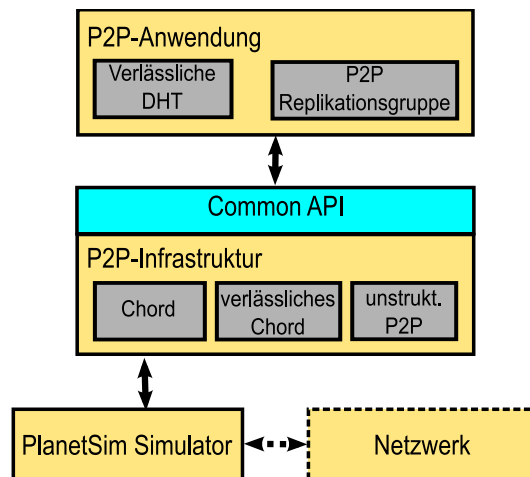 P2P-Anwendung
Verlässliche
DHT
P2P
Replikationsgruppe
Common API
P2P-Infrastruktur
Chord
verlässliches
Chord
unstrukt.
P2P
PlanetSim Simulator
Netzwerk